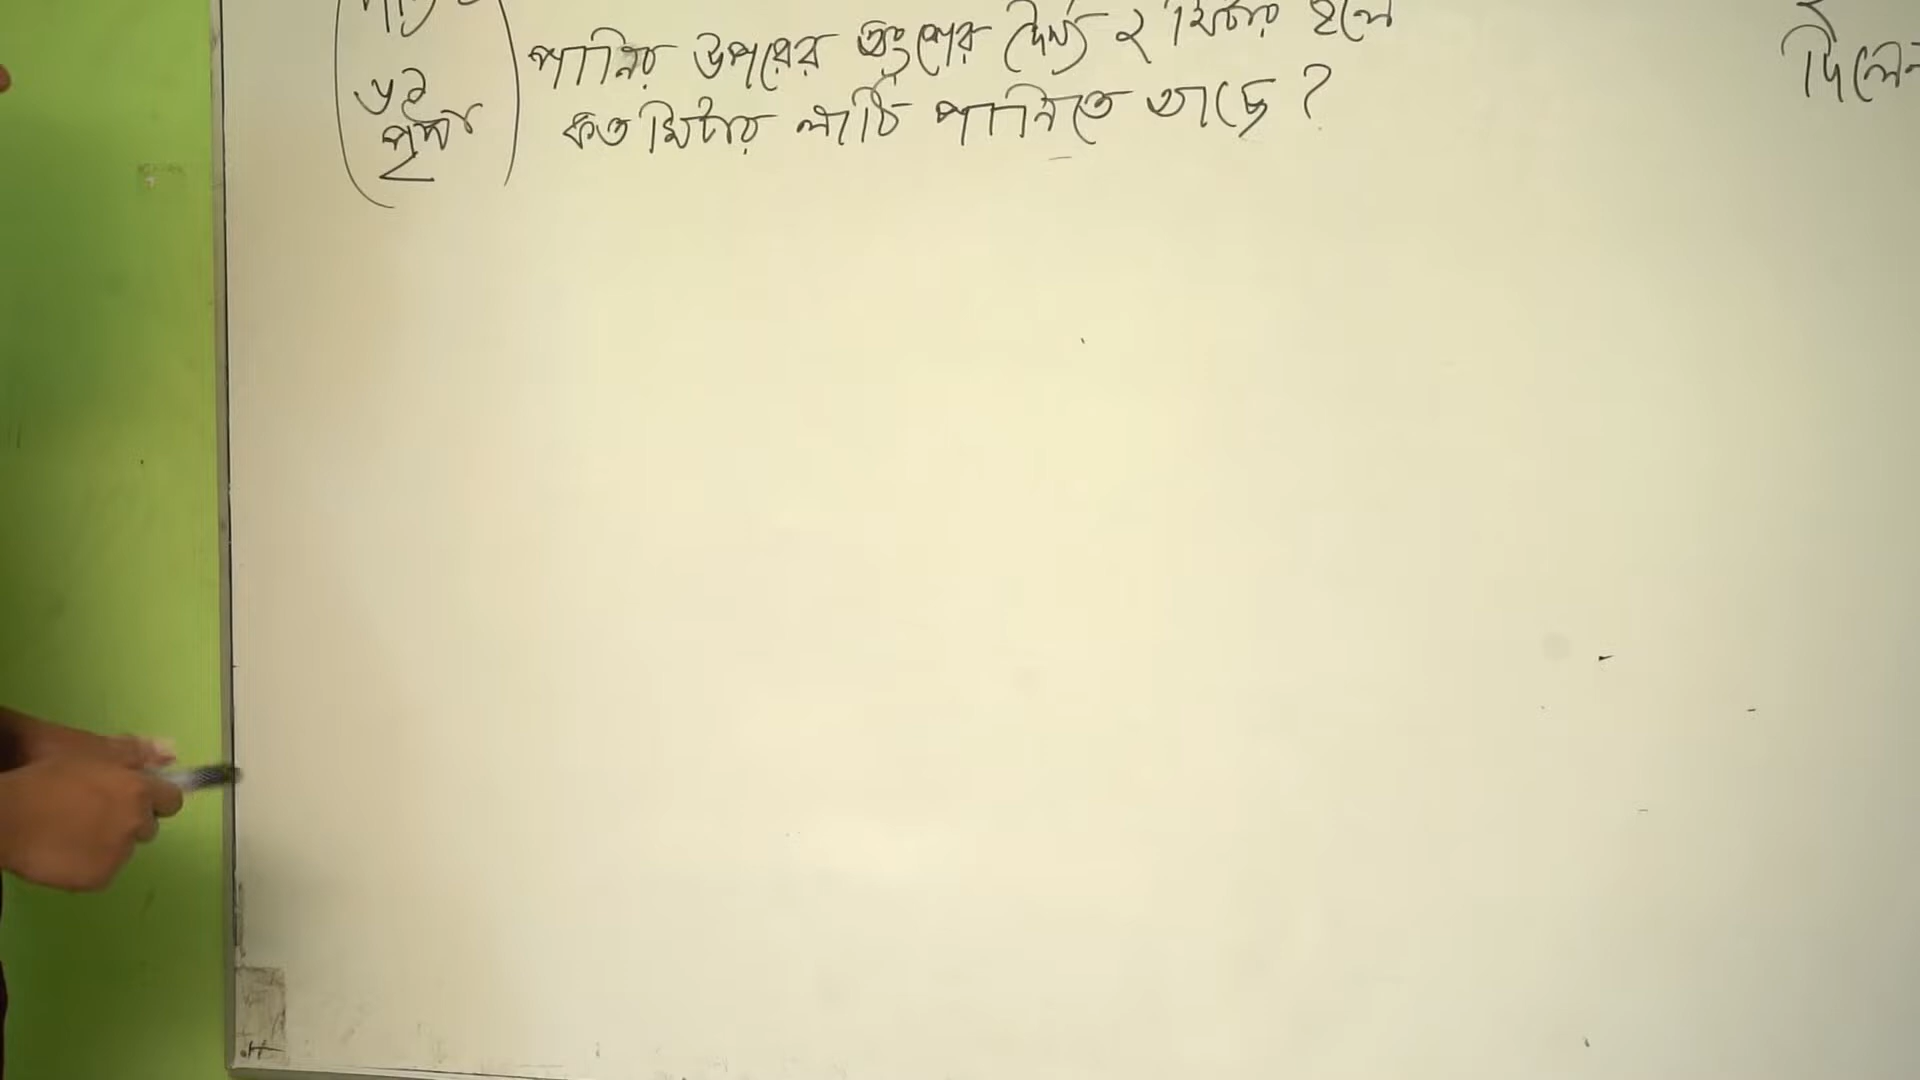 পানির উপরের অংশের দৈর্ঘ্য ২ মিটার হলে
কত মিটার লাঠি পানিতে আছে?
পৃষ্ঠা
দিলেন